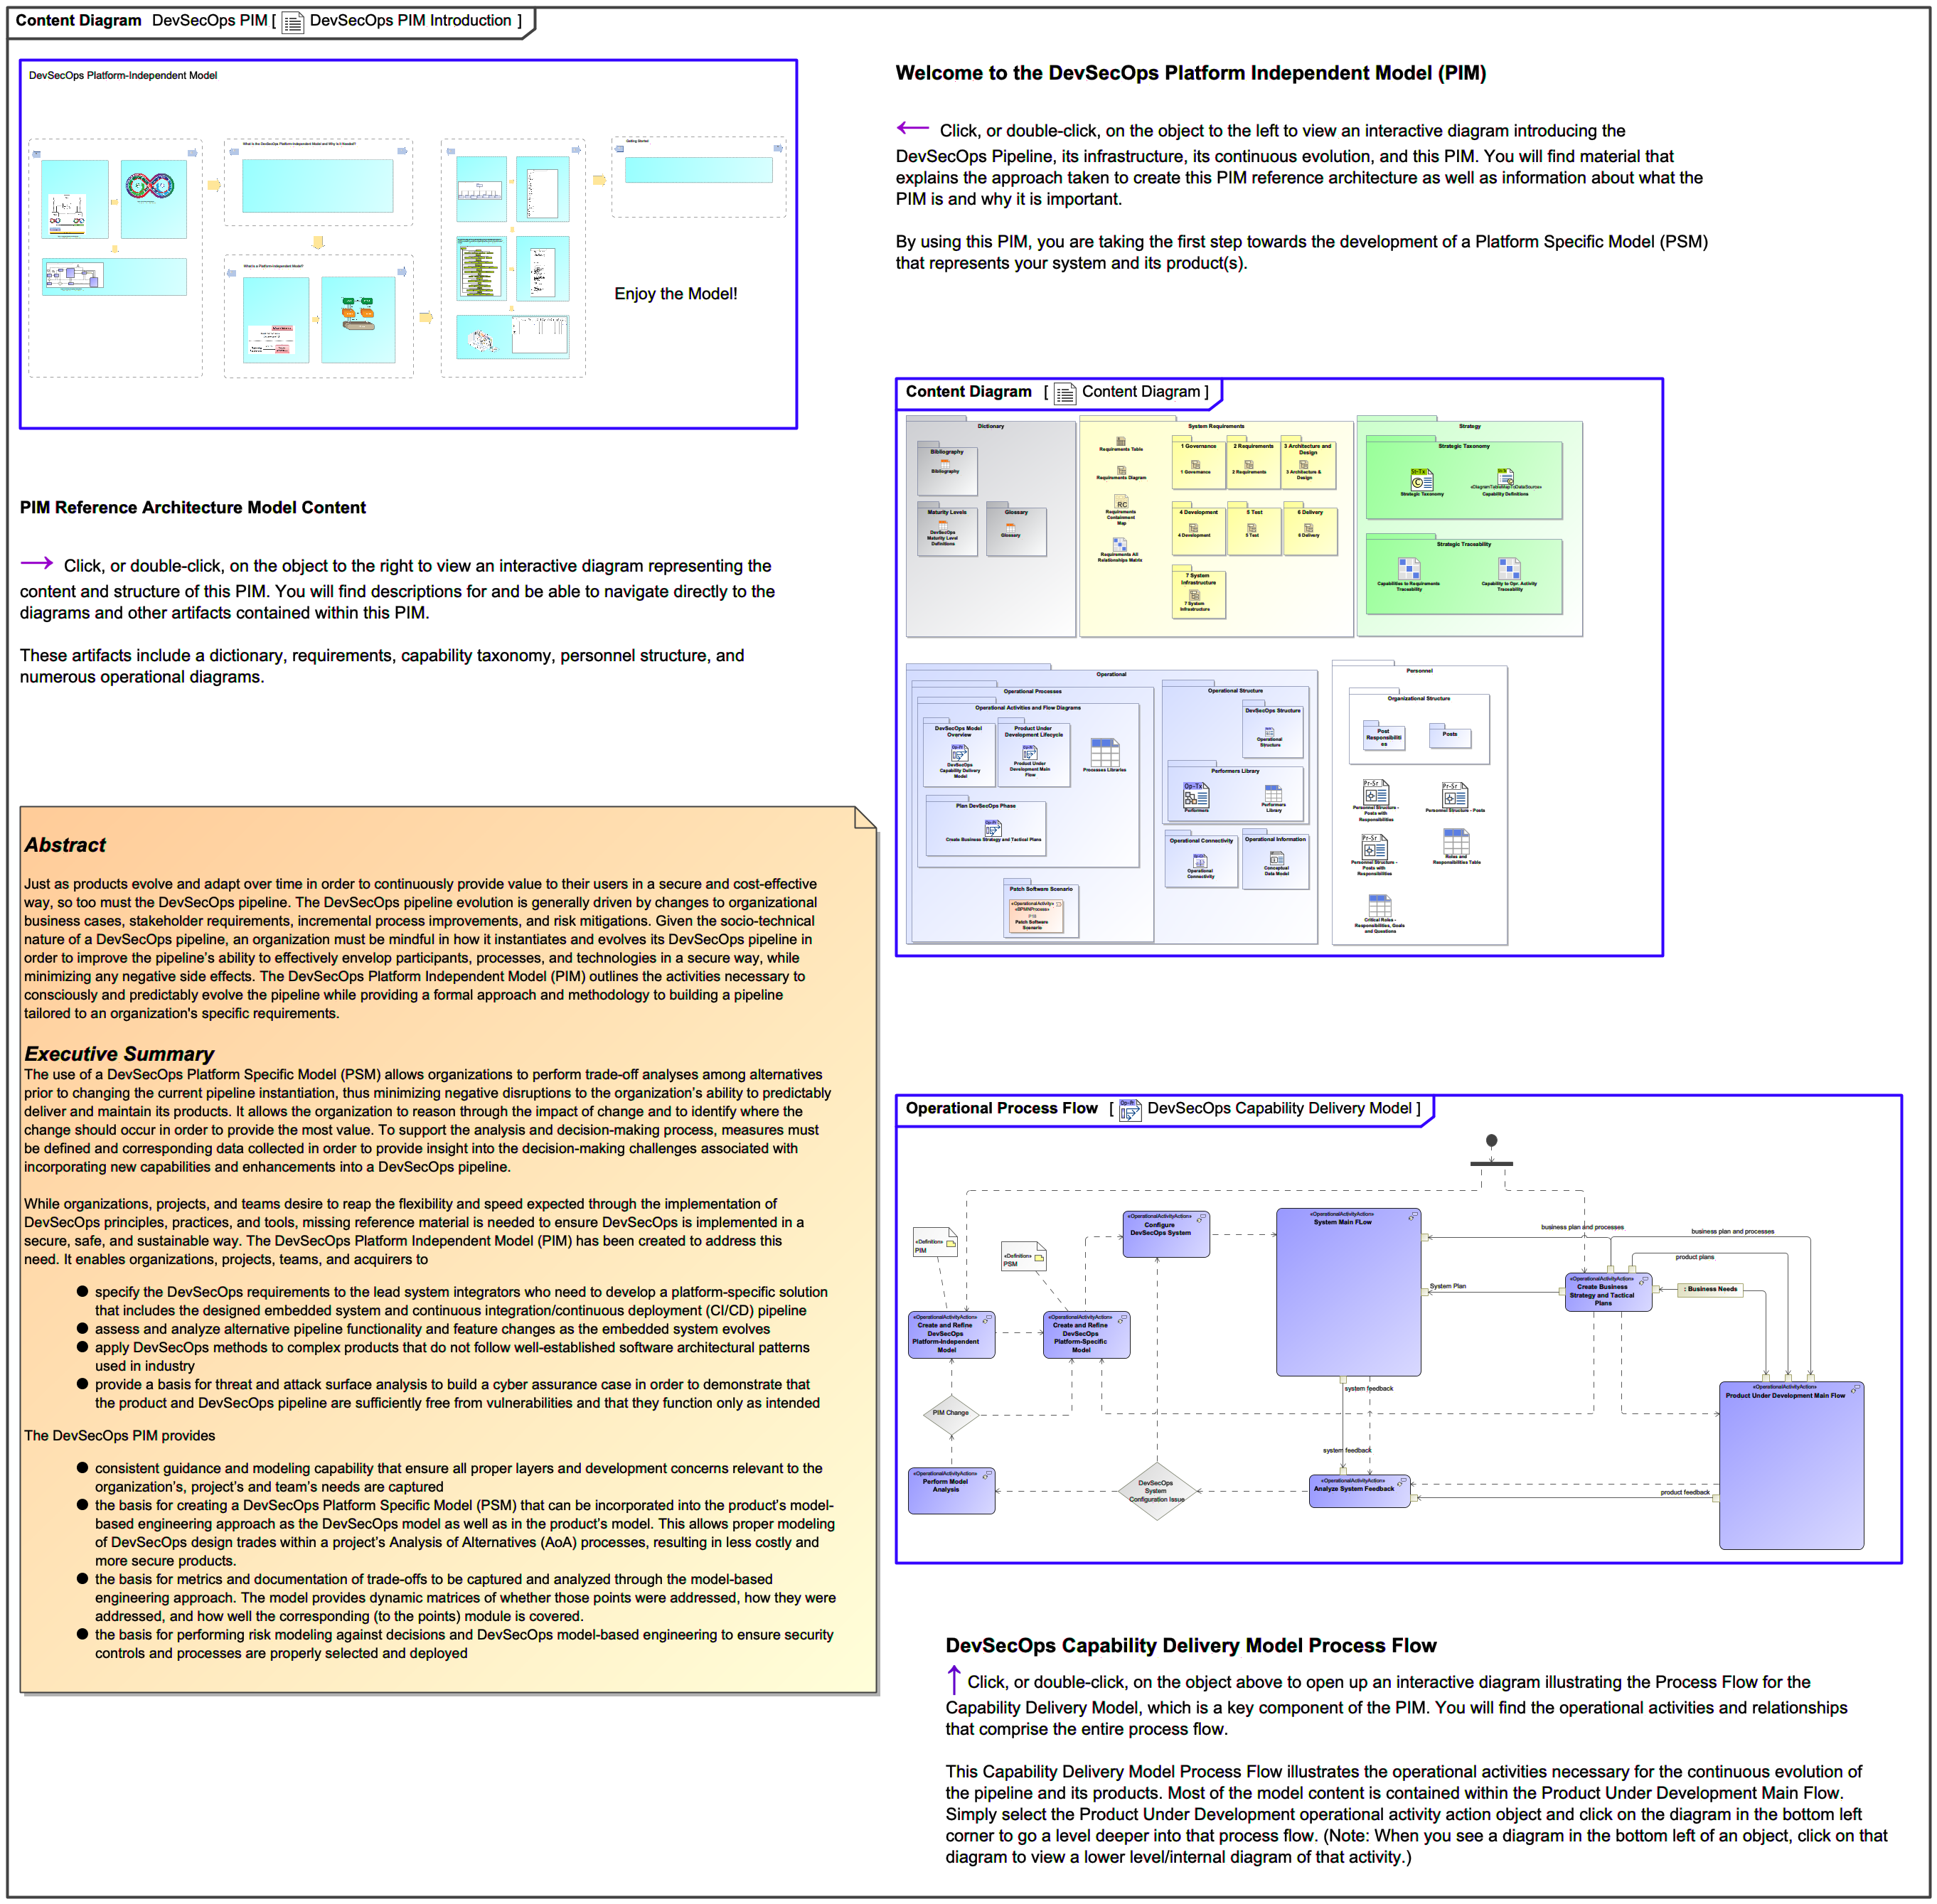 Content Diagram DevSecOps PIM [ DevSecOps PIM Introduction ]
DevSecOps Platform-Independent Model
What is the DevSecOps Platform Independent Model and Why is it Needed?
Getting Started
What is a Platform Independent Model?
Enjoy the Model!
Welcome to the DevSecOps Platform Independent Model (PIM)
← Click, or double-click, on the object to the left to view an interactive diagram introducing the
DevSecOps Pipeline, its infrastructure, its continuous evolution, and this PIM. You will find material that
explains the approach taken to create this PIM reference architecture as well as information about what the
PIM is and why it is important.
By using this PIM, you are taking the first step towards the development of a Platform Specific Model (PSM)
that represents your system and its product(s).
PIM Reference Architecture Model Content
→ Click, or double-click, on the object to the right to view an interactive diagram representing the
content and structure of this PIM. You will find descriptions for and be able to navigate directly to the
diagrams and other artifacts contained within this PIM.
These artifacts include a dictionary, requirements, capability taxonomy, personnel structure, and
numerous operational diagrams.
Content Diagram [ Content Diagram ]
Dictionary
Bibliography
Bibliography
Maturity Levels
DevSecOps
Maturity Level
Definitions
Glossary
Glossary
System Requirements
Requirements Table
Requirements Diagram
RC
Requirements
Containment
Map
Requirements All
Relationships Matrix
1 Governance
1 Governance
2 Requirements
2 Requirements
3 Architecture and
Design
3 Architecture &
Design
4 Development
4 Development
5 Test
5 Test
6 Delivery
6 Delivery
7 System
Infrastructure
7 System
Infrastructure
Strategy
Strategic Taxonomy
Strategic Taxonomy
«DiagramTableMapToDataSource»
Capability Definitions
Strategic Traceability
Capabilities to Requirements
Traceability
Capability to Opr. Activity
Traceability
Operational
Operational Processes
Operational Activities and Flow Diagrams
DevSecOps Model
Overview
DevSecOps
Capability Delivery
Model
Product Under
Development Lifecycle
Product Under
Development Main
Flow
Processes Libraries
Plan DevSecOps Phase
Create Business Strategy and Tactical Plans
Patch Software Scenario
«OperationalActivity»
«BPMNProcess»
Patch Software
Scenario
Operational Structure
DevSecOps Structure
Operational
Structure
Performers Library
Op-Tx
Performers
Performers
Library
Operational Connectivity
Operational
Connectivity
Operational Information
Conceptual
Data Model
Personnel
Organizational Structure
Post
Responsibiliti
es
Posts
Pr-Sr
Personnel Structure -
Posts with
Responsibilities
Pr-Sr
Personnel Structure - Posts
Pr-Sr
Personnel Structure -
Posts with
Responsibilities
Roles and
Responsibilities Table
Critical Roles -
Responsibilities, Goals
and Questions
Abstract
Just as products evolve and adapt over time in order to continuously provide value to their users in a secure and cost-effective
way, so too must the DevSecOps pipeline. The DevSecOps pipeline evolution is generally driven by changes to organizational
business cases, stakeholder requirements, incremental process improvements, and risk mitigations. Given the socio-technical
nature of a DevSecOps pipeline, an organization must be mindful in how it instantiates and evolves its DevSecOps pipeline in
order to improve the pipeline's ability to effectively envelop participants, processes, and technologies in a secure way, while
minimizing any negative side effects. The DevSecOps Platform Independent Model (PIM) outlines the activities necessary to
consciously and predictably evolve the pipeline while providing a formal approach and methodology to building a pipeline
tailored to an organization's specific requirements.
Executive Summary
The use of a DevSecOps Platform Specific Model (PSM) allows organizations to perform trade-off analyses among alternatives
prior to changing the current pipeline instantiation, thus minimizing negative disruptions to the organization's ability to predictably
deliver and maintain its products. It allows the organization to reason through the impact of change and to identify where the
change should occur in order to provide the most value. To support the analysis and decision-making process, measures must
be defined and corresponding data collected in order to provide insight into the decision-making challenges associated with
incorporating new capabilities and enhancements into a DevSecOps pipeline.
While organizations, projects, and teams desire to reap the flexibility and speed expected through the implementation of
DevSecOps principles, practices, and tools, missing reference material is needed to ensure DevSecOps is implemented in a
secure, safe, and sustainable way. The DevSecOps Platform Independent Model (PIM) has been created to address this
need. It enables organizations, projects, teams, and acquirers to
● specify the DevSecOps requirements to the lead system integrators who need to develop a platform-specific solution
that includes the designed embedded system and continuous integration/continuous deployment (CI/CD) pipeline
● assess and analyze alternative pipeline functionality and feature changes as the embedded system evolves
● apply DevSecOps methods to complex products that do not follow well-established software architectural patterns
used in industry
● provide a basis for threat and attack surface analysis to build a cyber assurance case in order to demonstrate that
the product and DevSecOps pipeline are sufficiently free from vulnerabilities and that they function only as intended
The DevSecOps PIM provides
● consistent guidance and modeling capability that ensure all proper layers and development concerns relevant to the
organization's, project's and team's needs are captured
● the basis for creating a DevSecOps Platform Specific Model (PSM) that can be incorporated into the product's model-
based engineering approach as the DevSecOps model as well as in the product's model. This allows proper modeling
of DevSecOps design trades within a project's Analysis of Alternatives (AoA) processes, resulting in less costly and
more secure products.
● the basis for metrics and documentation of trade-offs to be captured and analyzed through the model-based
engineering approach. The model provides dynamic matrices of whether those points were addressed, how they were
addressed, and how well the corresponding (to the points) module is covered.
● the basis for performing risk modeling against decisions and DevSecOps model-based engineering to ensure security
controls and processes are properly selected and deployed
Operational Process Flow [ DevSecOps Capability Delivery Model ]
«Definition»
PIM
«Definition»
PSM
«OperationalActivityAction»
Configure
DevSecOps System
«OperationalActivityAction»
System Main FLow
business plan and processes
business plan and processes
product plans
System Plan
«OperationalActivityAction»
Create Business
Strategy and Tactical
Plans
: Business Needs
«OperationalActivityAction»
Create and Refine
DevSecOps
Platform-Independent
Model
«OperationalActivityAction»
Create and Refine
DevSecOps
Platform-Specific
Model
system feedback
«OperationalActivityAction»
Product Under Development Main Flow
PIM Change
system feedback
«OperationalActivityAction»
Perform Model
Analysis
DevSecOps
System
Configuration Issue
«OperationalActivityAction»
Analyze System Feedback
product feedback
DevSecOps Capability Delivery Model Process Flow
↑ Click, or double-click, on the object above to open up an interactive diagram illustrating the Process Flow for the
Capability Delivery Model, which is a key component of the PIM. You will find the operational activities and relationships
that comprise the entire process flow.
This Capability Delivery Model Process Flow illustrates the operational activities necessary for the continuous evolution of
the pipeline and its products. Most of the model content is contained within the Product Under Development Main Flow.
Simply select the Product Under Development operational activity action object and click on the diagram in the bottom left
corner to go a level deeper into that process flow. (Note: When you see a diagram in the bottom left of an object, click on that
diagram to view a lower level/internal diagram of that activity.)